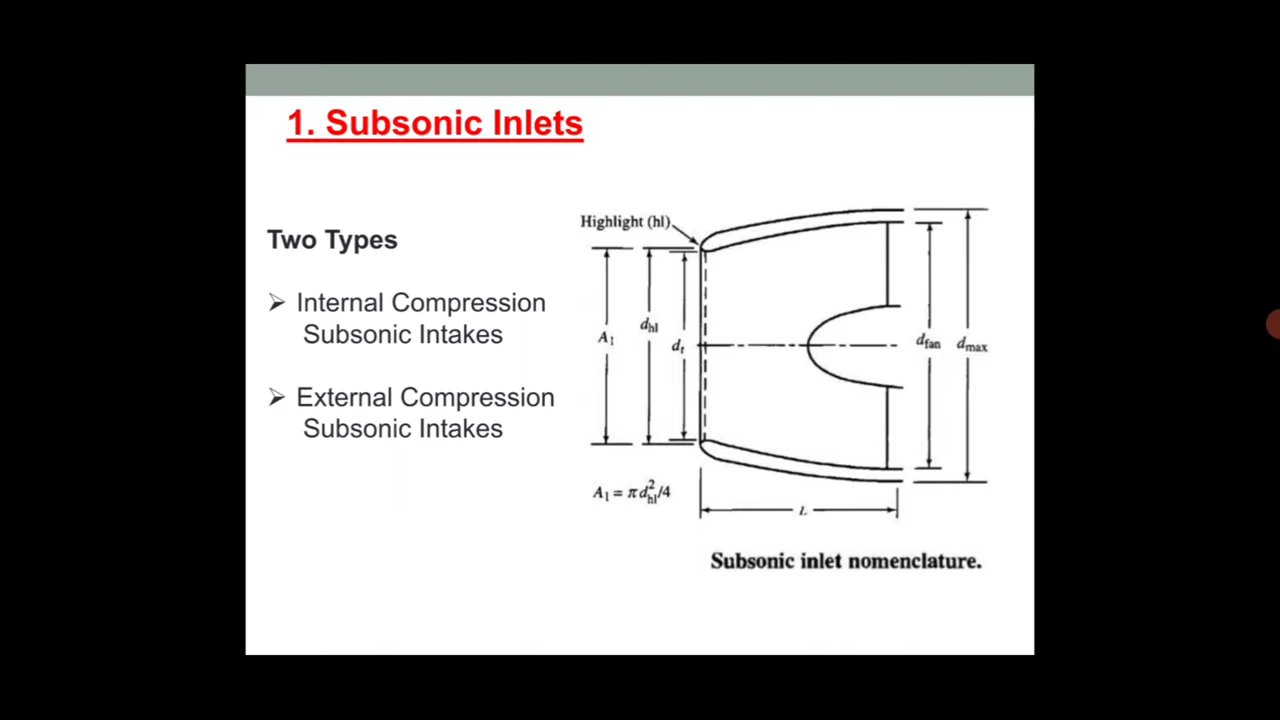 1. Subsonic Inlets
Two Types
➢ Internal Compression
Subsonic Intakes
➢ External Compression
Subsonic Intakes
Highlight (hl)
A₁
d_hl
d_t
d_fan
d_max
A₁ = π d²_hl/4
L
Subsonic inlet nomenclature.